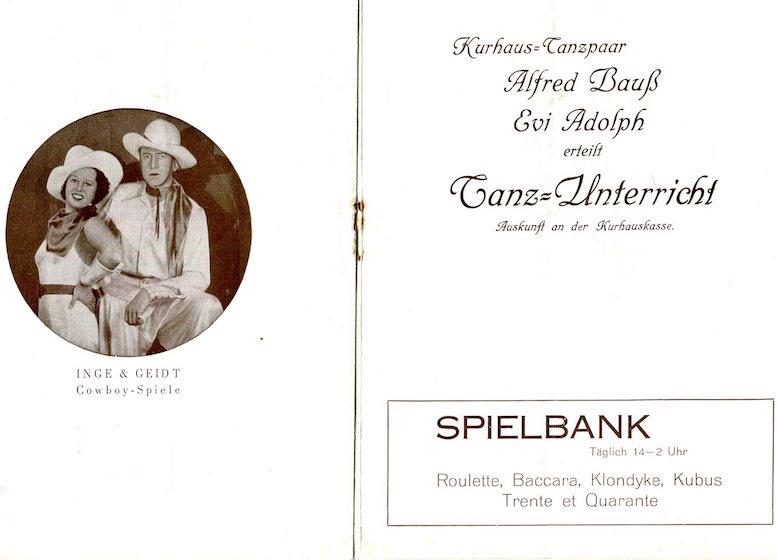 INGE & GEIDT
Cowboy-Spiele
Kurhaus=Tanzpaar
Alfred Bauß
Evi Adolph
erteilt
Tanz=Unterricht
Auskunft an der Kurhauskasse.
SPIELBANK
Täglich 14—2 Uhr
Roulette, Baccara, Klondyke, Kubus
Trente et Quarante